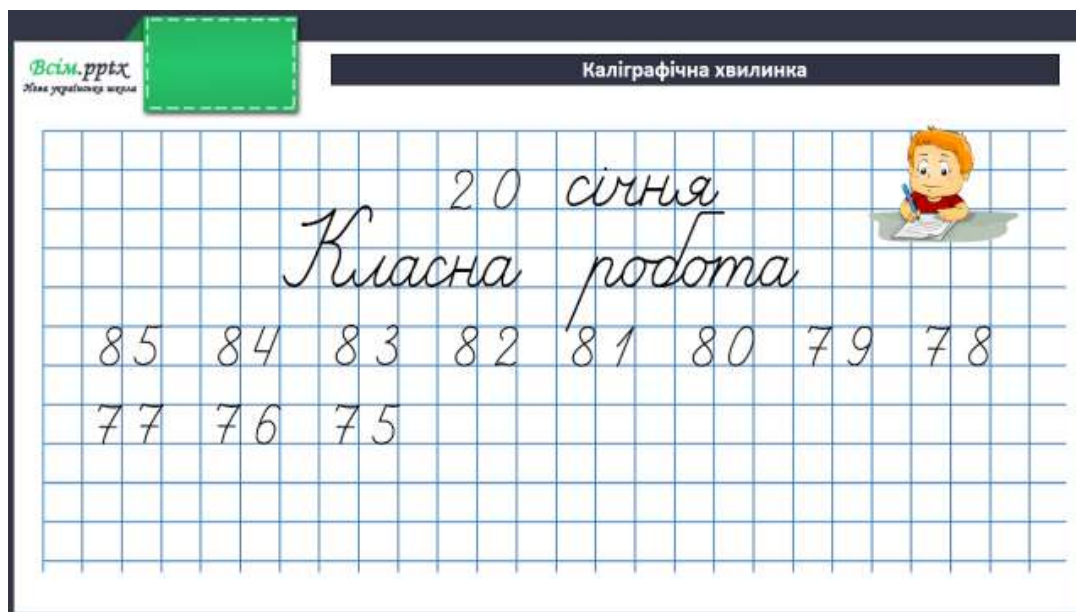 Всім.pptx
Нова українська школа
Каліграфічна хвилинка
20 січня
Класна робота
85 84 83 82 81 80 79 78
77 76 75